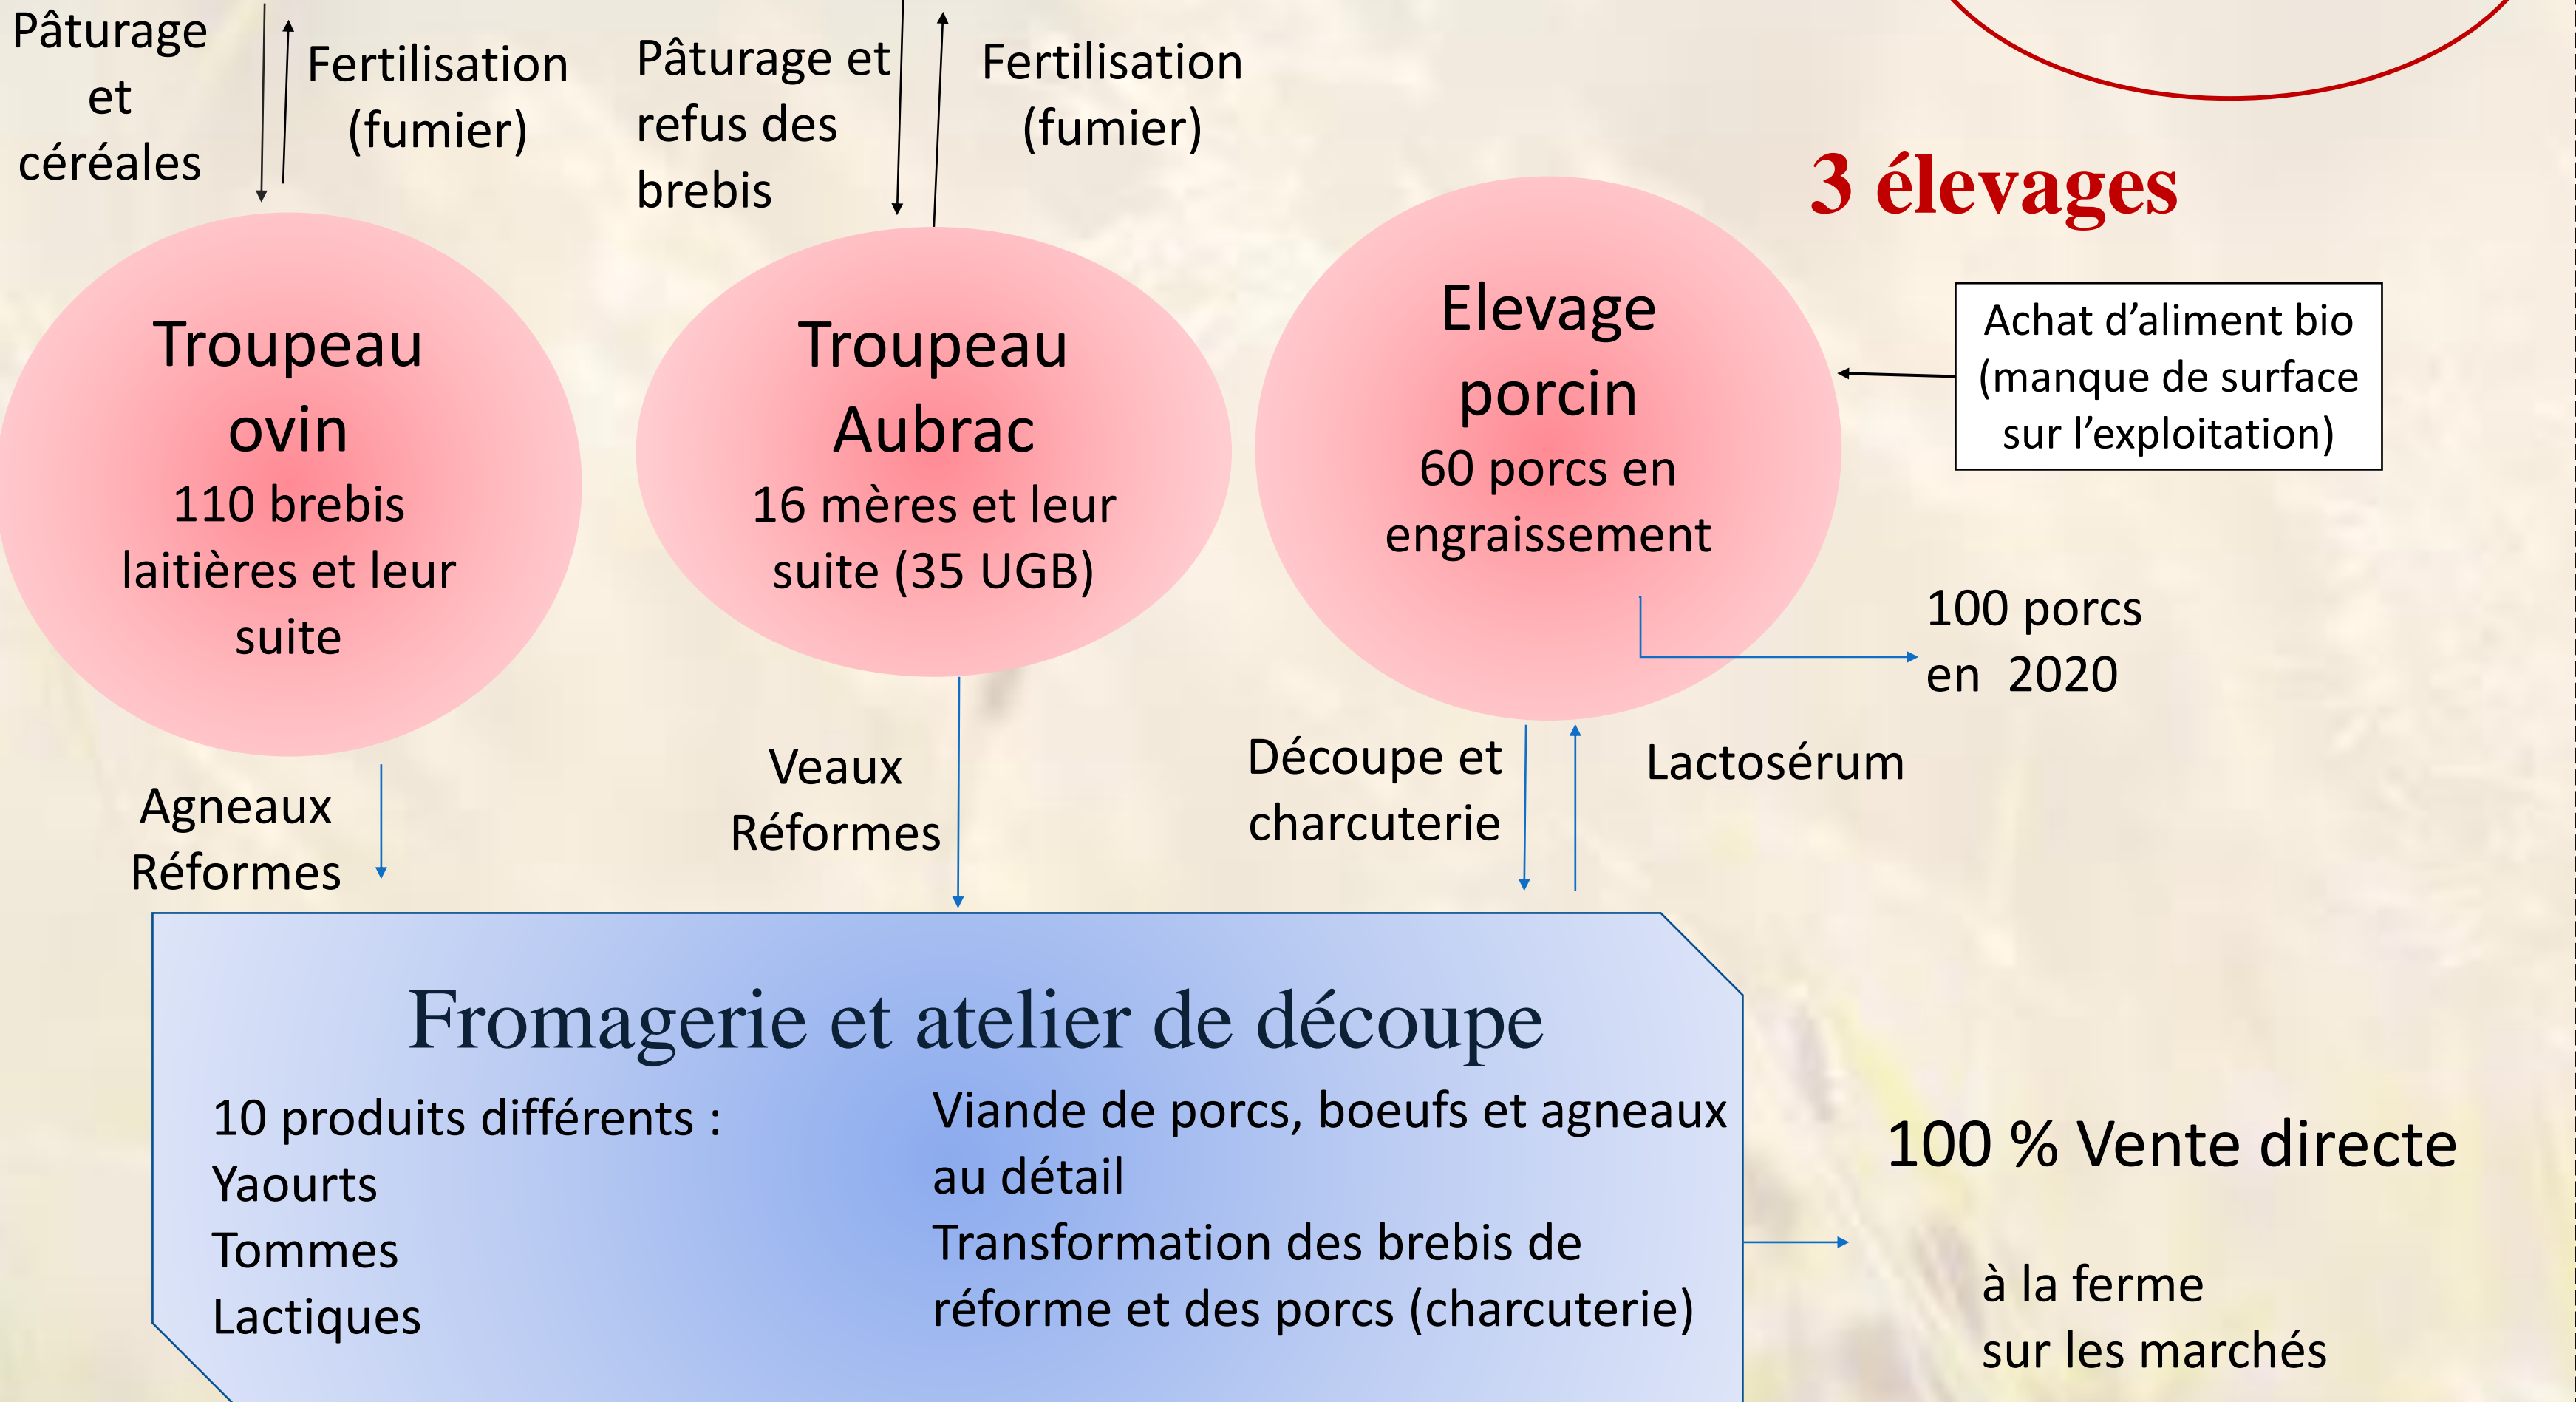 Pâturage
et
céréales
Fertilisation
(fumier)
Pâturage et
refus des
brebis
Fertilisation
(fumier)
3 élevages
Troupeau
ovin
110 brebis
laitières et leur
suite
Troupeau
Aubrac
16 mères et leur
suite (35 UGB)
Elevage
porcin
60 porcs en
engraissement
Achat d’aliment bio
(manque de surface
sur l’exploitation)
100 porcs
en  2020
Agneaux
Réformes
Veaux
Réformes
Découpe et
charcuterie
Lactosérum
Fromagerie et atelier de découpe
10 produits différents :
Yaourts
Tommes
Lactiques
Viande de porcs, boeufs et agneaux
au détail
Transformation des brebis de
réforme et des porcs (charcuterie)
100 % Vente directe
à la ferme
sur les marchés